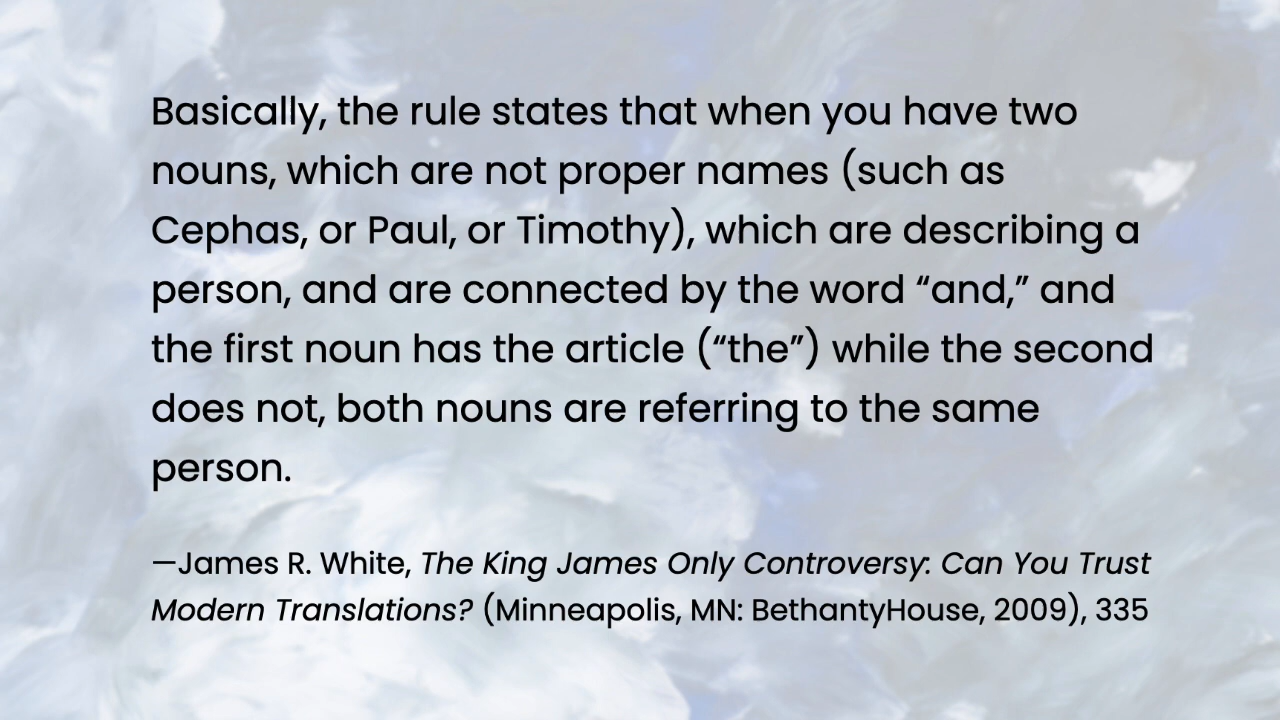 Basically, the rule states that when you have two
nouns, which are not proper names (such as
Cephas, or Paul, or Timothy), which are describing a
person, and are connected by the word “and,” and
the first noun has the article (“the”) while the second
does not, both nouns are referring to the same
person.
—James R. White, The King James Only Controversy: Can You Trust
Modern Translations? (Minneapolis, MN: BethantyHouse, 2009), 335